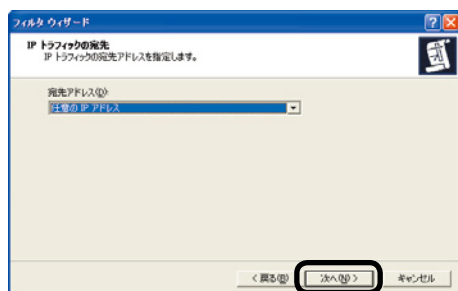 フィルタ ウィザード
IP トラフィックの宛先
IP トラフィックの宛先アドレスを指定します。
宛先アドレス(D):
任意の IP アドレス
< 戻る(B)
次へ(N) >
キャンセル